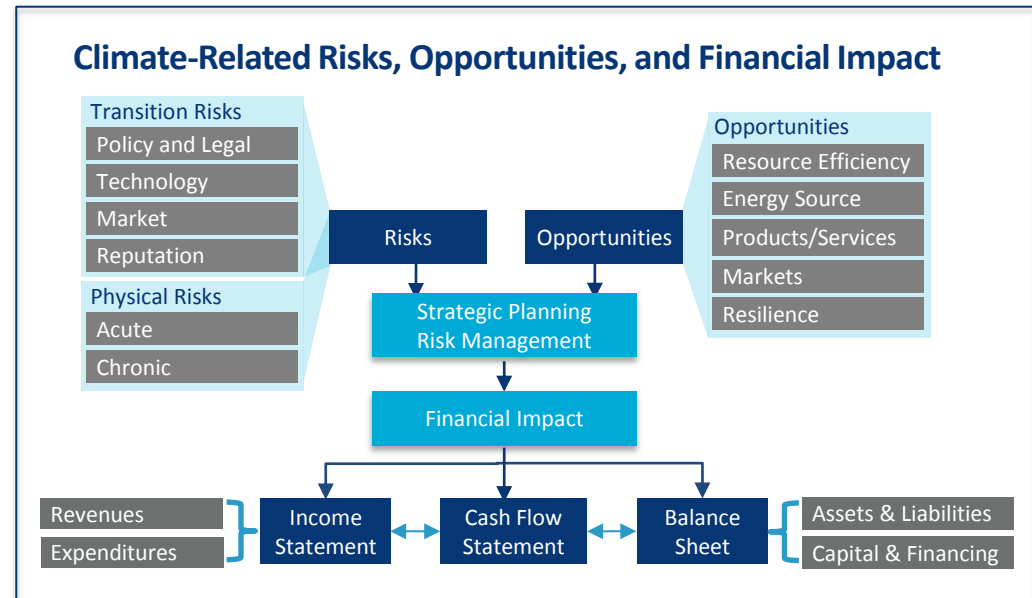 Climate-Related Risks, Opportunities, and Financial Impact
Transition Risks
Policy and Legal
Technology
Market
Reputation
Physical Risks
Acute
Chronic
Risks
Opportunities
Opportunities
Resource Efficiency
Energy Source
Products/Services
Markets
Resilience
Strategic Planning
Risk Management
Financial Impact
Revenues
Expenditures
Income
Statement
Cash Flow
Statement
Balance
Sheet
Assets & Liabilities
Capital & Financing